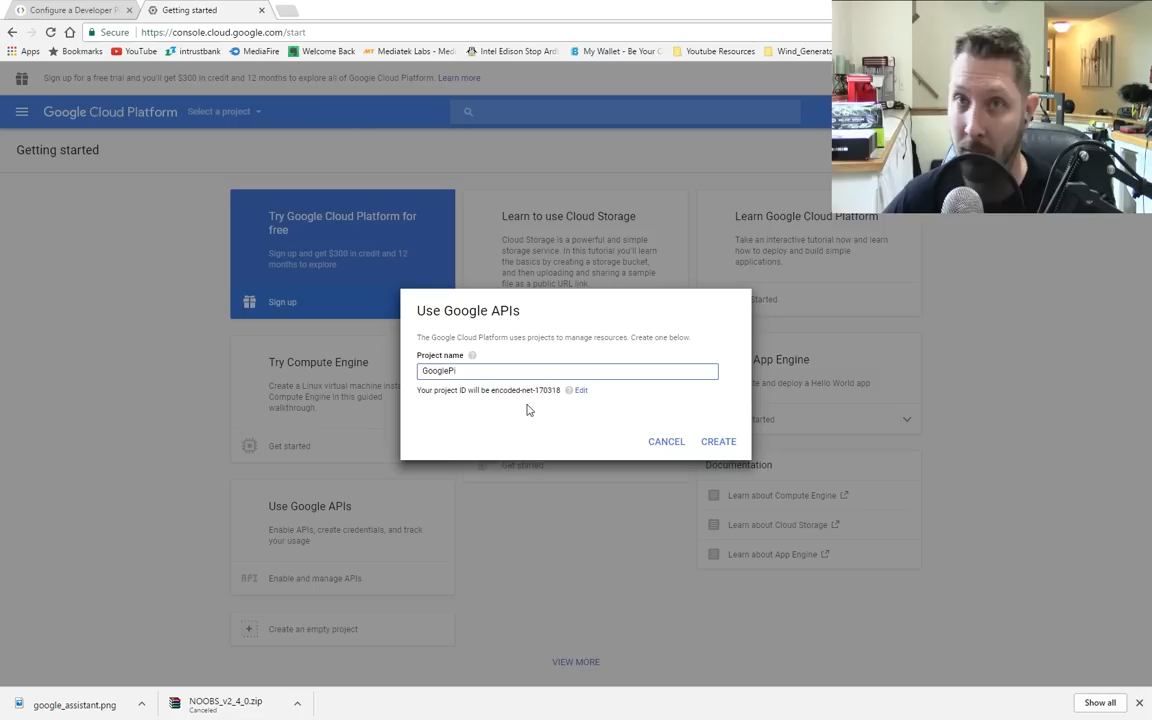 Configure a Developer P
Getting started
Secure
https://console.cloud.google.com/start
Apps
Bookmarks
YouTube
intrustbank
MediaFire
Welcome Back
Mediatek Labs - Med
Intel Edison Stop Ard
My Wallet - Be Your C
Youtube Resources
Wind_Generato
Sign up for a free trial and you'll get $300 in credit and 12 months to explore all of Google Cloud Platform. Learn more
Google Cloud Platform
Select a project
Getting started
Try Google Cloud Platform for
free
Sign up and get $300 in credit and 12
months to explore
Sign up
Learn to use Cloud Storage
Cloud Storage is a powerful and simple
storage service. In this tutorial you'll learn
the basics by creating a storage bucket,
and then uploading and sharing a sample
file as a public URL link.
Learn Google Cloud Platform
Take an interactive tutorial now and learn
how to deploy and build simple
applications.
Started
Use Google APIs
The Google Cloud Platform uses projects to manage resources. Create one below.
Project name
GooglePi
Your project ID will be encoded-net-170318
Edit
CANCEL
CREATE
Try Compute Engine
Create a Linux virtual machine insta
Compute Engine in this guided
walkthrough.
Get started
Get started
App Engine
e and deploy a Hello World app
started
Use Google APIs
Enable APIs, create credentials, and track
your usage
API
Enable and manage APIs
Create an empty project
Documentation
Learn about Compute Engine
Learn about Cloud Storage
Learn about App Engine
VIEW MORE
google_assistant.png
NOOBS_v2_4_0.zip
Canceled
Show all